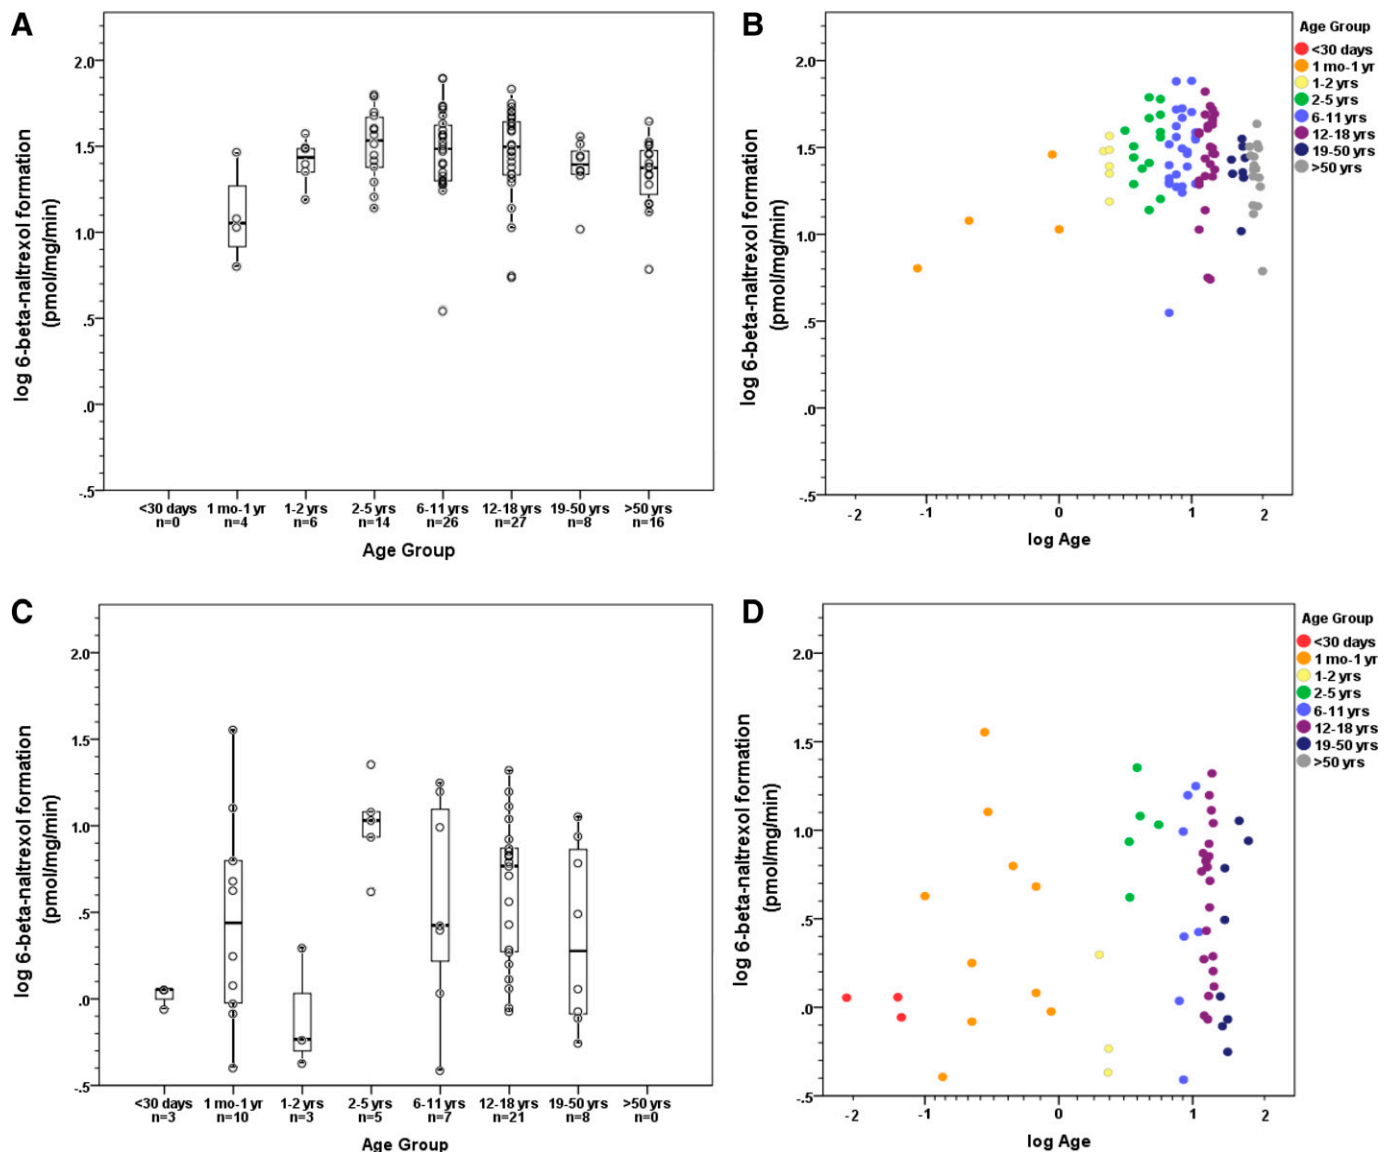 A
log 6-beta-naltrexol formation
(pmol/mg/min)
2.0
1.5
1.0
.5
.0
-.5
<30 days 1 mo-1 yr 1-2 yrs 2-5 yrs 6-11 yrs 12-18 yrs 19-50 yrs >50 yrs
n=0 n=4 n=6 n=14 n=26 n=27 n=8 n=16
Age Group
B
log 6-beta-naltrexol formation
(pmol/mg/min)
2.0
1.5
1.0
.5
.0
-.5
-2 -1 0 1 2
log Age
Age Group
<30 days
1 mo-1 yr
1-2 yrs
2-5 yrs
6-11 yrs
12-18 yrs
19-50 yrs
>50 yrs
C
log 6-beta-naltrexol formation
(pmol/mg/min)
2.0
1.5
1.0
.5
.0
-.5
<30 days 1 mo-1 yr 1-2 yrs 2-5 yrs 6-11 yrs 12-18 yrs 19-50 yrs >50 yrs
n=3 n=10 n=3 n=5 n=7 n=21 n=8 n=0
Age Group
D
log 6-beta-naltrexol formation
(pmol/mg/min)
2.0
1.5
1.0
.5
.0
-.5
-2 -1 0 1 2
log Age
Age Group
<30 days
1 mo-1 yr
1-2 yrs
2-5 yrs
6-11 yrs
12-18 yrs
19-50 yrs
>50 yrs